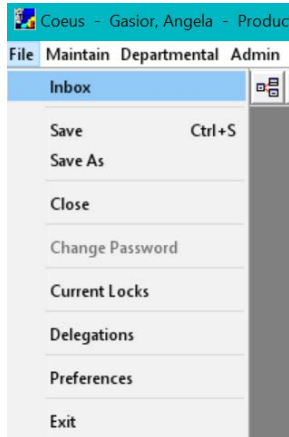 Coeus - Gasior, Angela - Produc
File Maintain Departmental Admin
Inbox
Save Ctrl+S
Save As
Close
Change Password
Current Locks
Delegations
Preferences
Exit